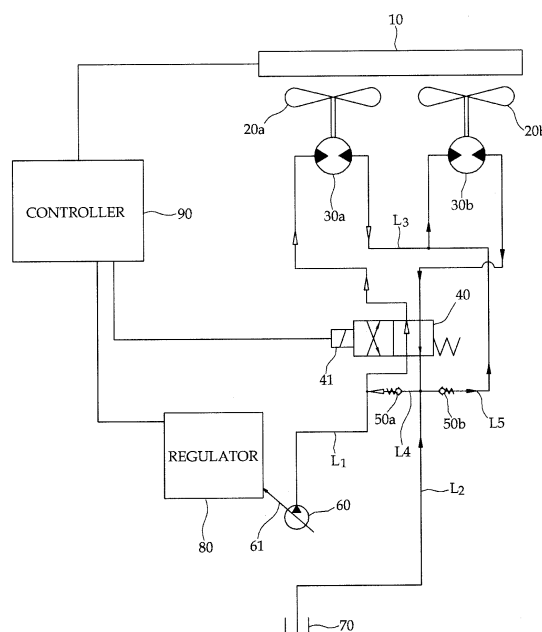 10
20a
20b
30a
30b
CONTROLLER
90
L3
40
41
50a
50b
L4
L5
REGULATOR
L1
L2
60
80
61
70